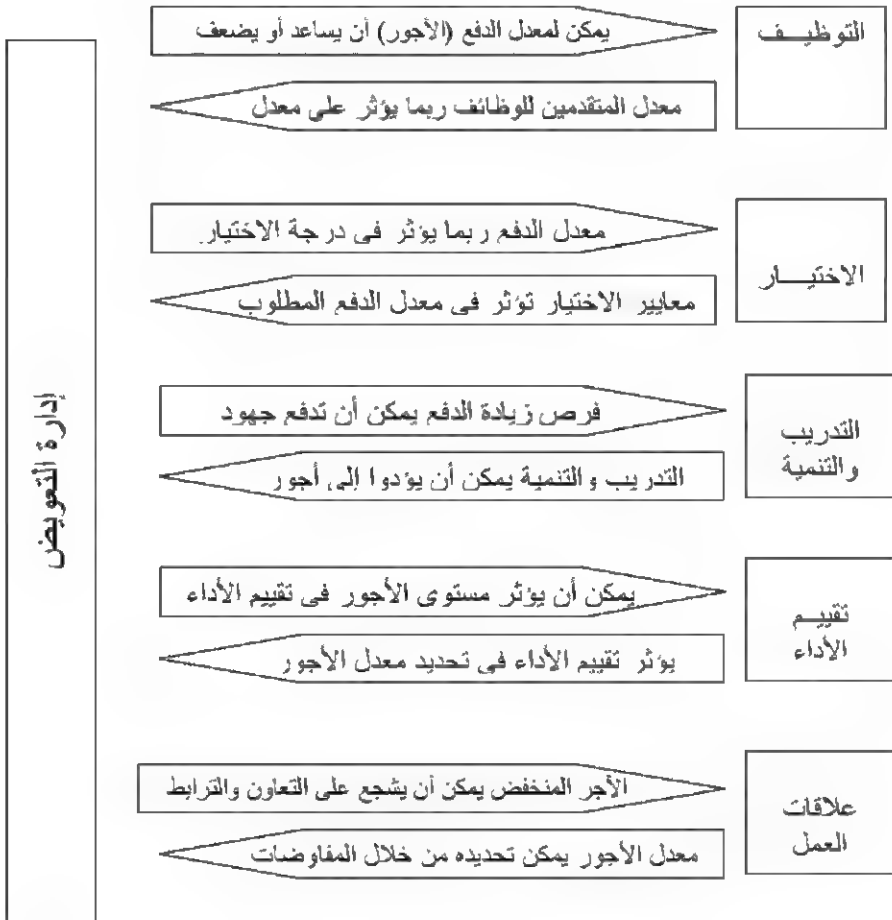 التوظيــف
يمكن لمعدل الدفع (الأجور) أن يساعد أو يضعف
معدل المتقدمين للوظائف ربما يؤثر على معدل
الاختيــار
معدل الدفع ربما يؤثر فى درجة الاختيار
معايير الاختيار تؤثر فى معدل الدفع المطلوب
التدريب
والتنمية
فرص زيادة الدفع يمكن أن تدفع جهود
التدريب والتنمية يمكن أن يؤدوا إلى أجور
تقييــم
الأداء
يمكن أن يؤثر مستوى الأجور فى تقييم الأداء
يؤثر تقييم الأداء فى تحديد معدل الأجور
علاقات
العمل
الأجر المنخفض يمكن أن يشجع على التعاون والترابط
معدل الأجور يمكن تحديده من خلال المفاوضات
إدارة التعويض